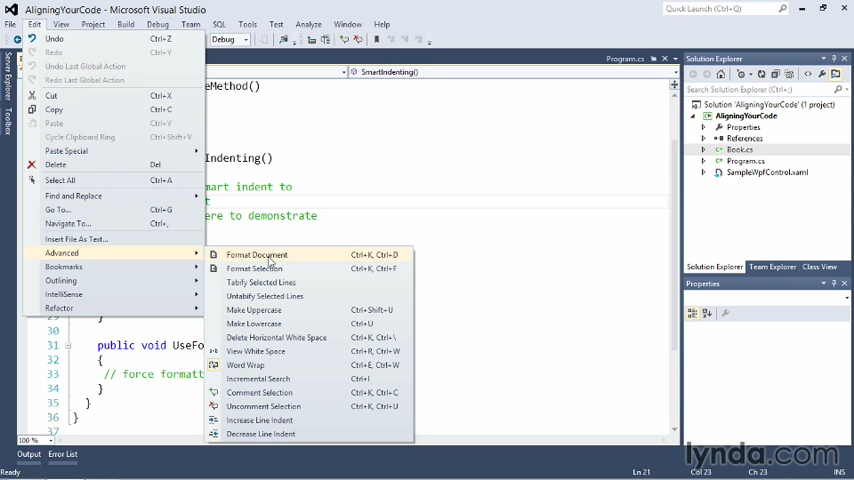 AligningYourCode - Microsoft Visual Studio
Quick Launch (Ctrl+;)
File Edit View Project Build Debug Team SQL Tools Test Analyze Window Help
Debug
Server Explorer
Toolbox
Undo Ctrl+Z
Redo Ctrl+Y
Undo Last Global Action
Redo Last Global Action
Cut Ctrl+X
Copy Ctrl+C
Paste Ctrl+V
Cycle Clipboard Ring Ctrl+Shift+V
Paste Special
Delete Del
Select All Ctrl+A
Find and Replace
Go To... Ctrl+G
Navigate To... Ctrl+,
Insert File As Text...
Advanced
Bookmarks
Outlining
IntelliSense
Refactor
Format Document Ctrl+K, Ctrl+D
Format Selection Ctrl+K, Ctrl+F
Tabify Selected Lines
Untabify Selected Lines
Make Uppercase Ctrl+Shift+U
Make Lowercase Ctrl+U
Delete Horizontal White Space Ctrl+K, Ctrl+\
View White Space Ctrl+R, Ctrl+W
Word Wrap Ctrl+E, Ctrl+W
Incremental Search Ctrl+I
Comment Selection Ctrl+K, Ctrl+C
Uncomment Selection Ctrl+K, Ctrl+U
Increase Line Indent
Decrease Line Indent
Program.cs
SmartIndenting()
eMethod()
Indenting()
mart indent to
t
ere to demonstrate
29 }
30
31 public void UseFo
32 {
33 // force formatt
34 }
35 }
36 }
37
100 %
Solution Explorer
Search Solution Explorer (Ctrl+;)
Solution 'AligningYourCode' (1 project)
AligningYourCode
Properties
References
Book.cs
Program.cs
SampleWpfControl.xaml
Solution Explorer Team Explorer Class View
Properties
Output Error List
Ready
Ln 21 Col 23 Ch 23 INS
lynda.com